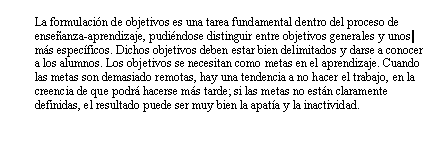 La formulación de objetivos es una tarea fundamental dentro del proceso de
enseñanza-aprendizaje, pudiéndose distinguir entre objetivos generales y unos
más específicos. Dichos objetivos deben estar bien delimitados y darse a conocer
a los alumnos. Los objetivos se necesitan como metas en el aprendizaje. Cuando
las metas son demasiado remotas, hay una tendencia a no hacer el trabajo, en la
creencia de que podrá hacerse más tarde; si las metas no están claramente
definidas, el resultado puede ser muy bien la apatía y la inactividad.